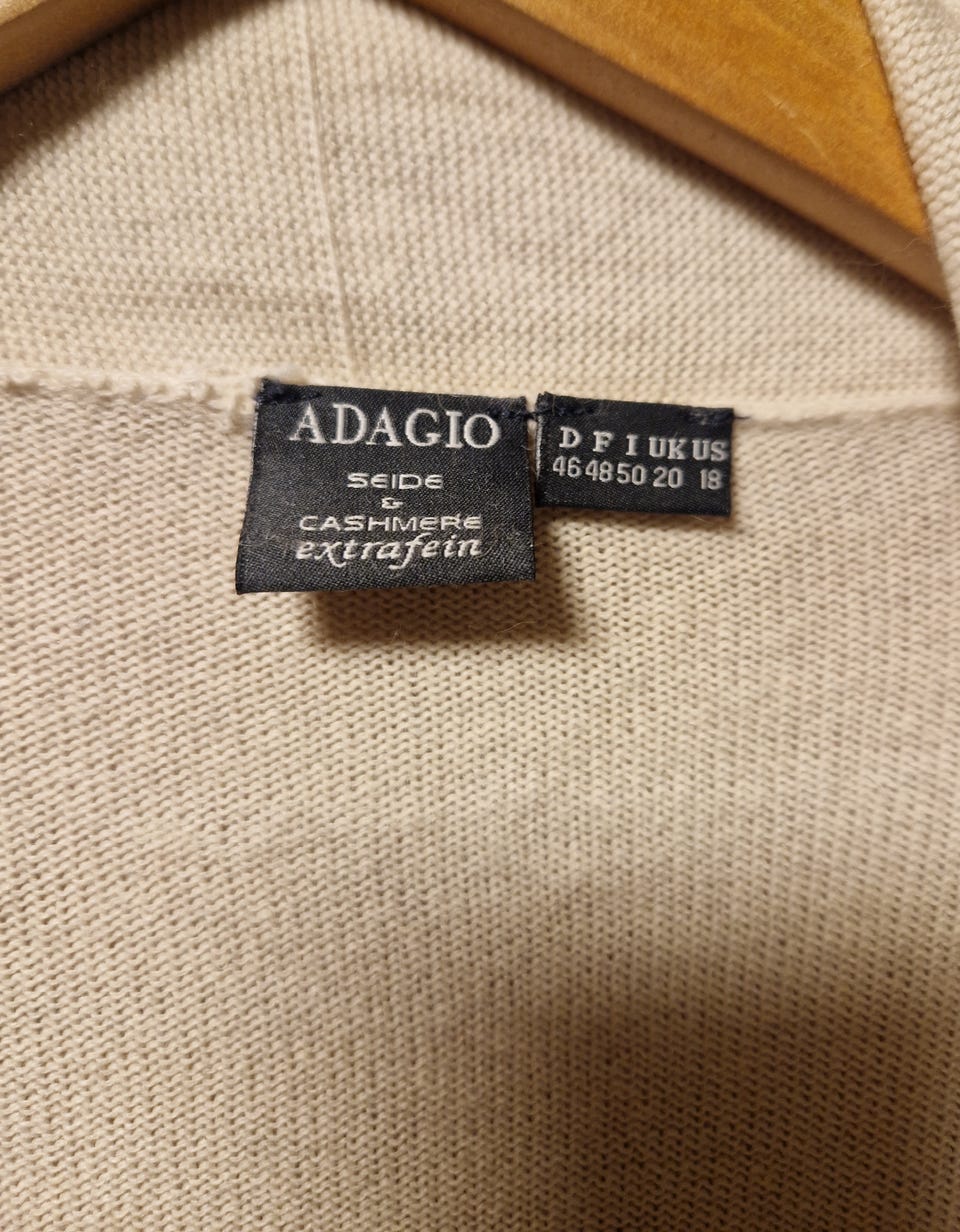 ADAGIO
SEIDE
&
CASHMERE
extrafein
D F I UK US
46 48 50 20 18